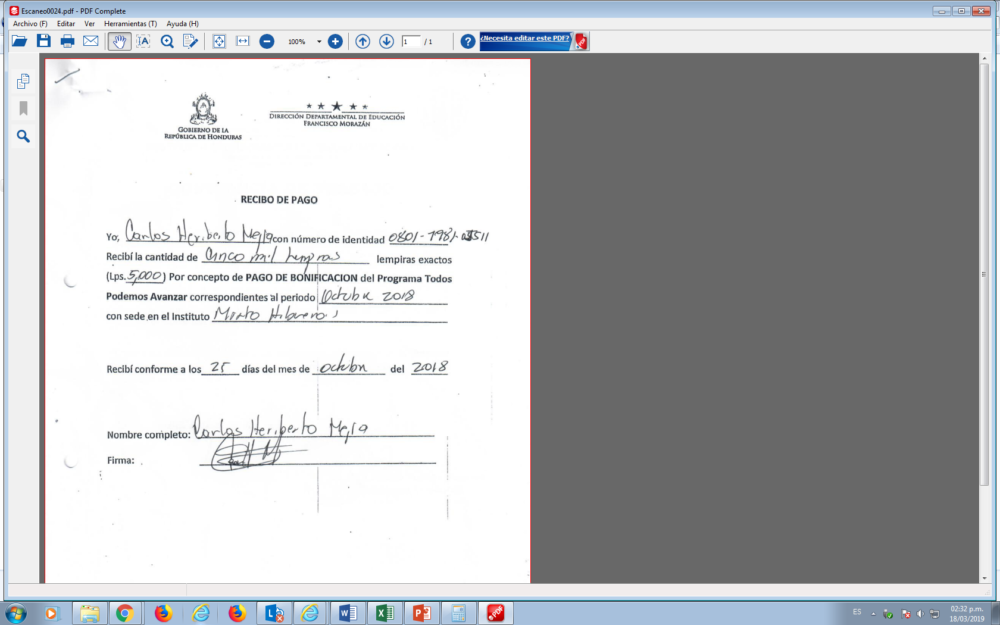 Escaneo0024.pdf - PDF Complete
Archivo (F) Editar Ver Herramientas (T) Ayuda (H)
100% 1 / 1 ¿Necesita editar este PDF?
★ ★ ★ ★ ★
DIRECCIÓN DEPARTAMENTAL DE EDUCACIÓN
FRANCISCO MORAZÁN
GOBIERNO DE LA
REPÚBLICA DE HONDURAS
RECIBO DE PAGO
Yo, Carlos Heriberto Mejia con número de identidad 0801-1981-
Recibí la cantidad de Cinco mil lempiras lempiras exactos
(Lps. 5,000) Por concepto de PAGO DE BONIFICACION del Programa Todos
Podemos Avanzar correspondientes al periodo Octubre 2018
con sede en el Instituto Mixto
Recibí conforme a los 25 días del mes de octubre del 2018
Nombre completo: Carlos Heriberto Mejia
Firma:
ES 02:32 p.m.
18/03/2019